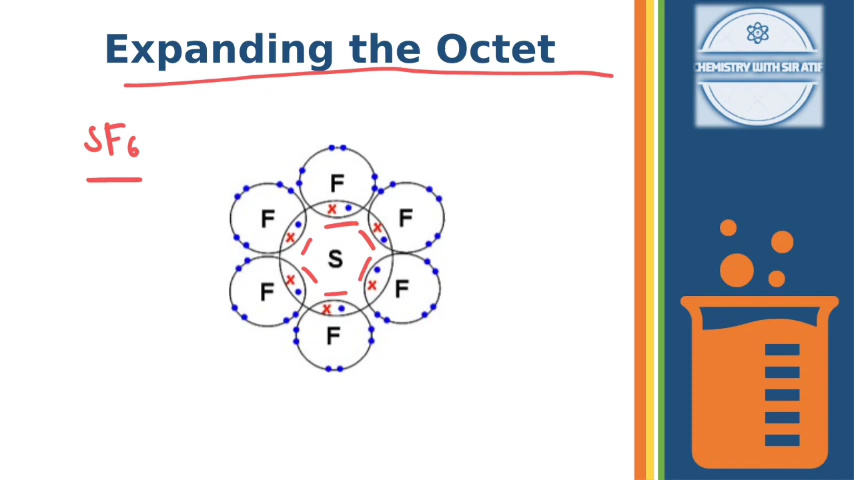 Expanding the Octet
CHEMISTRY WITH SIR ATIF
SF6
F
F F
x
x x
S
x x
F F
x
F